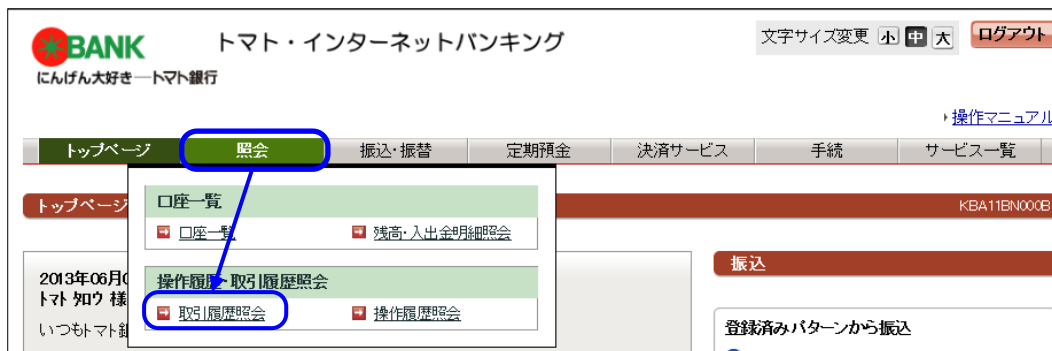 BANK
にんげん大好き―トマト銀行
トマト・インターネットバンキング
文字サイズ変更 小 中 大 ログアウト
操作マニュアル
トップページ 照会 振込・振替 定期預金 決済サービス 手続 サービス一覧
トップページ
KBA11BN000B
口座一覧
口座一覧 残高・入出金明細照会
操作履歴・取引履歴照会
取引履歴照会 操作履歴照会
2013年06月
トマト タロウ 様
いつもトマト銀
振込
登録済みパターンから振込